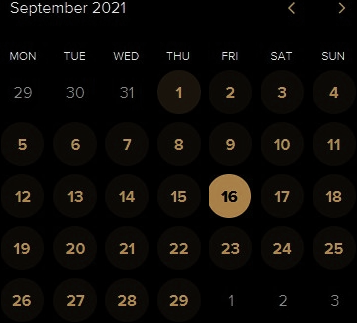 September 2021
MON TUE WED THU FRI SAT SUN
29 30 31 1 2 3 4
5 6 7 8 9 10 11
12 13 14 15 16 17 18
19 20 21 22 23 24 25
26 27 28 29 1 2 3